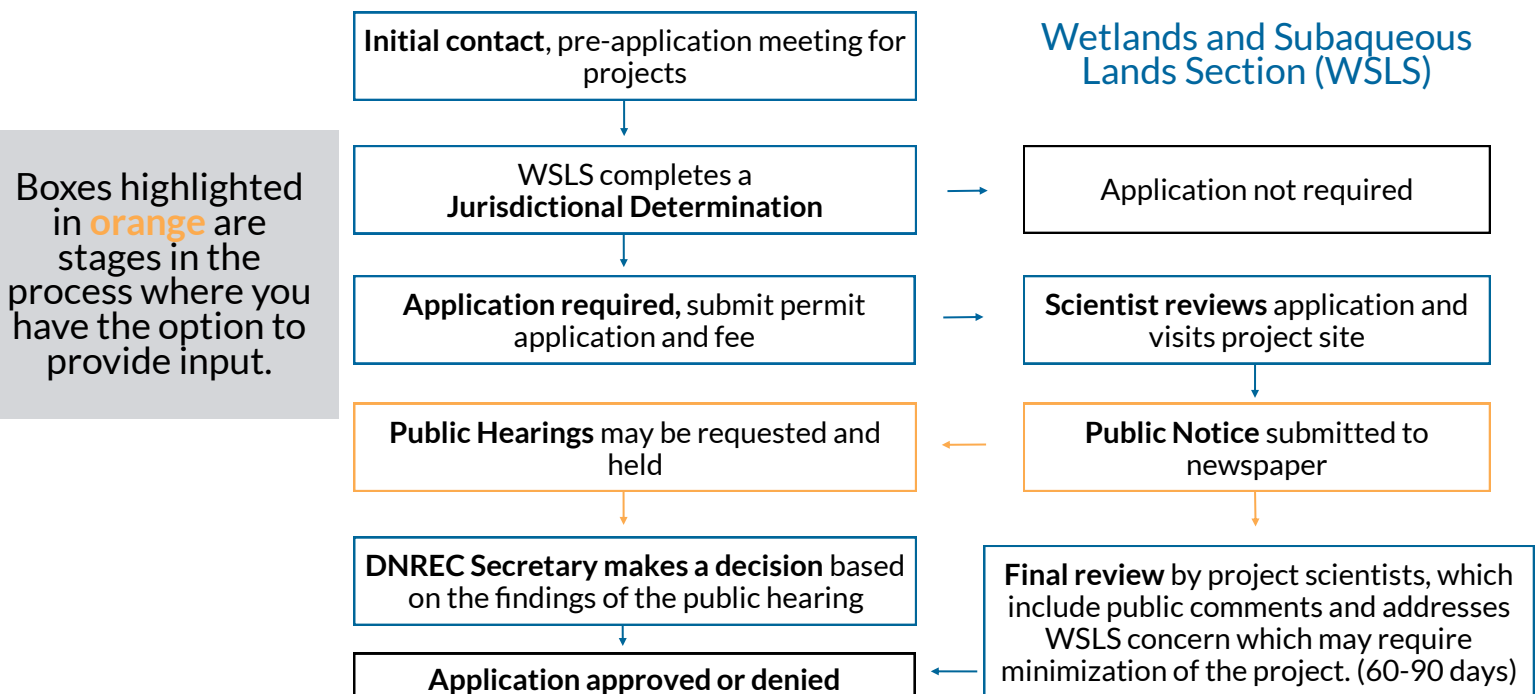 Initial contact, pre-application meeting for
projects
Wetlands and Subaqueous
Lands Section (WSLS)
Boxes highlighted
in orange are
stages in the
process where you
have the option to
provide input.
WSLS completes a
Jurisdictional Determination
Application not required
Application required, submit permit
application and fee
Scientist reviews application and
visits project site
Public Hearings may be requested and
held
Public Notice submitted to
newspaper
DNREC Secretary makes a decision based
on the findings of the public hearing
Final review by project scientists, which
include public comments and addresses
WSLS concern which may require
minimization of the project. (60-90 days)
Application approved or denied